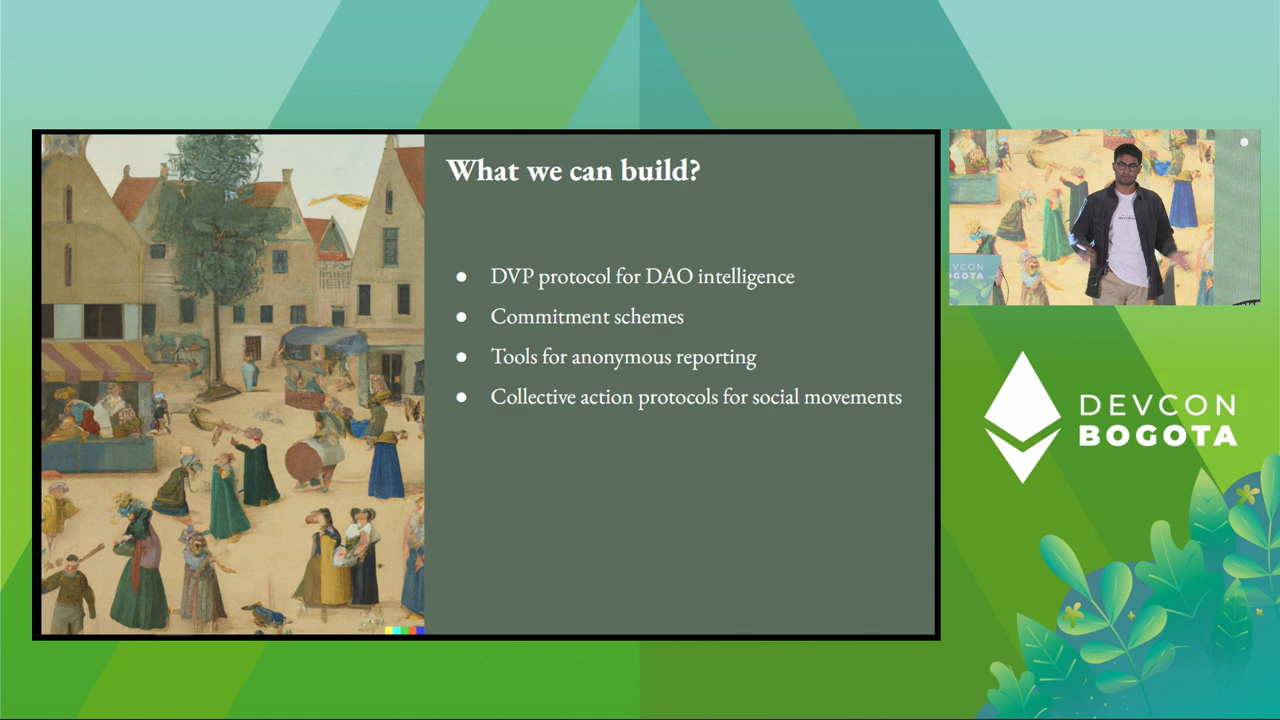 What we can build?
● DVP protocol for DAO intelligence
● Commitment schemes
● Tools for anonymous reporting
● Collective action protocols for social movements
DEVCON
BOGOTA